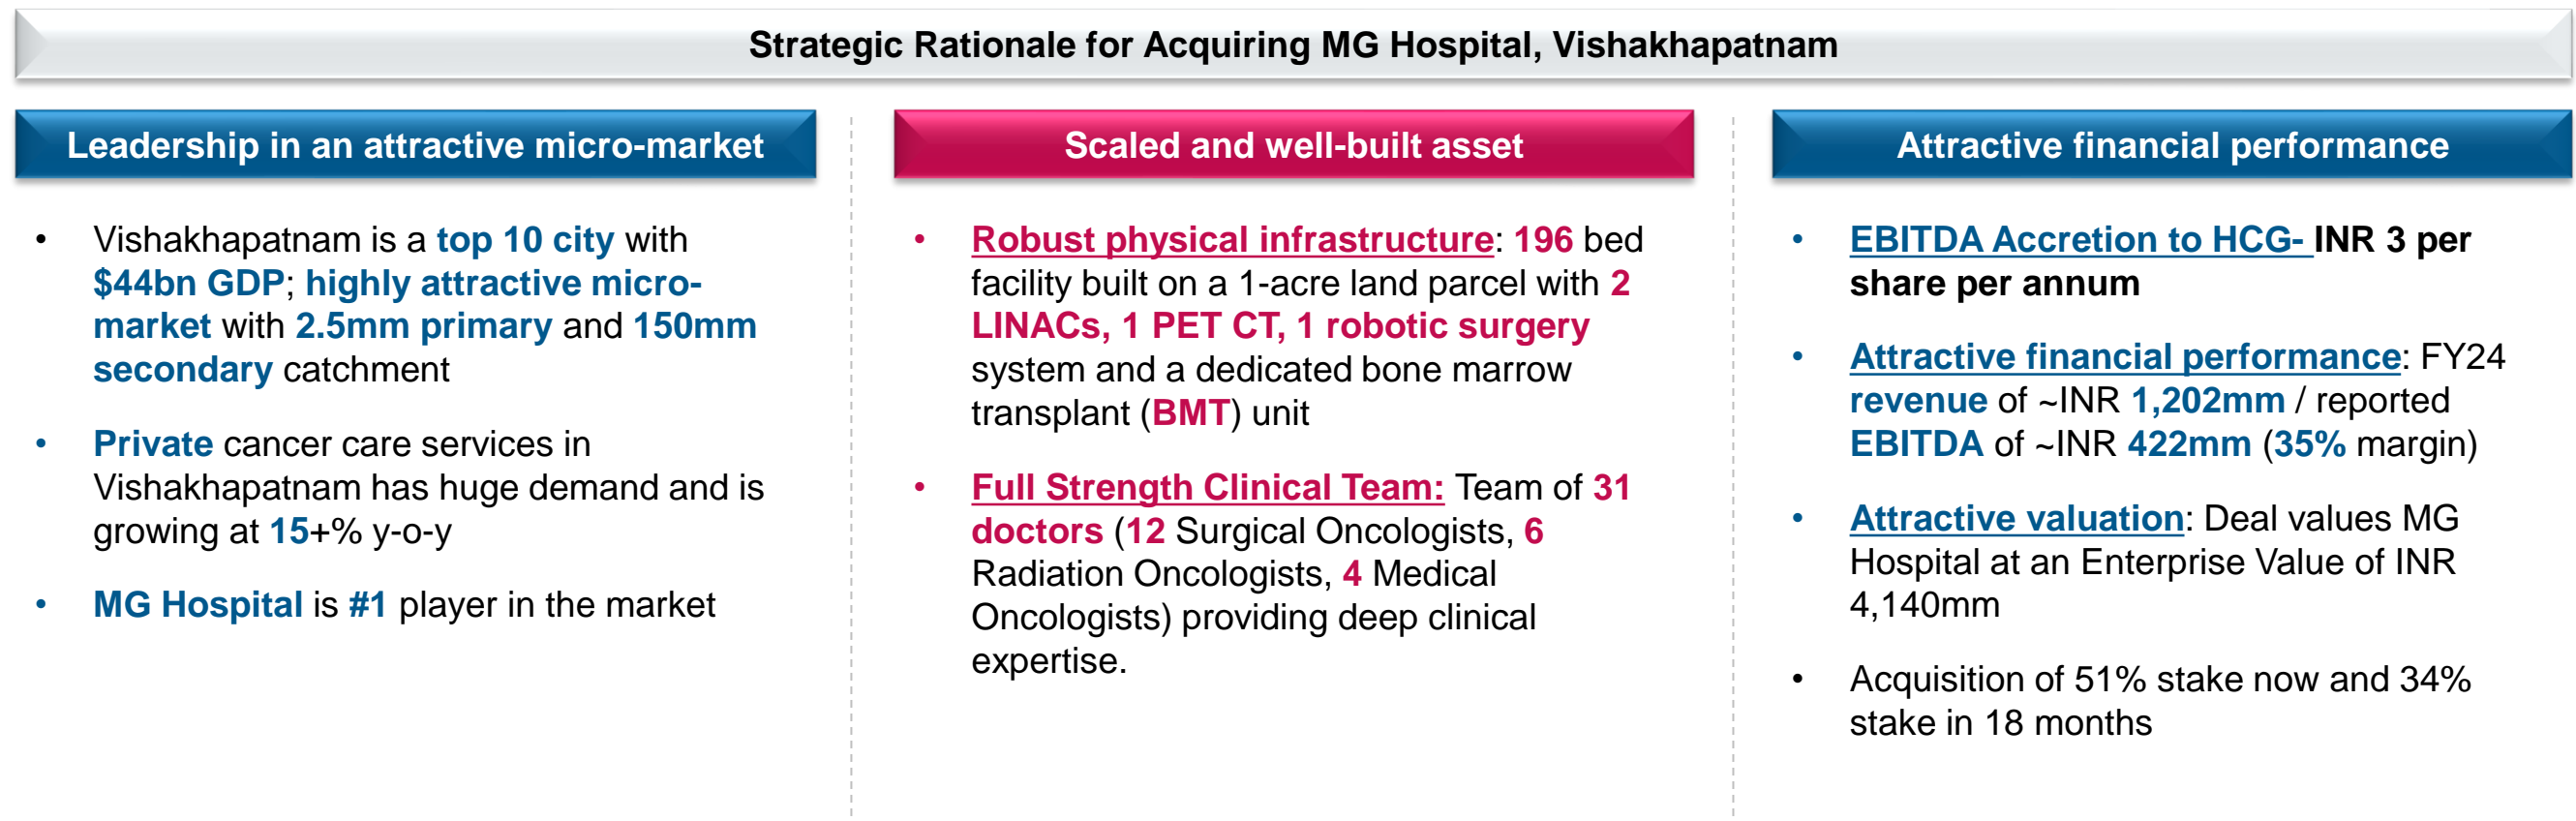 Strategic Rationale for Acquiring MG Hospital, Vishakhapatnam
Leadership in an attractive micro-market
• Vishakhapatnam is a top 10 city with
$44bn GDP; highly attractive micro-
market with 2.5mm primary and 150mm
secondary catchment
• Private cancer care services in
Vishakhapatnam has huge demand and is
growing at 15+% y-o-y
• MG Hospital is #1 player in the market
Scaled and well-built asset
• Robust physical infrastructure: 196 bed
facility built on a 1-acre land parcel with 2
LINACs, 1 PET CT, 1 robotic surgery
system and a dedicated bone marrow
transplant (BMT) unit
• Full Strength Clinical Team: Team of 31
doctors (12 Surgical Oncologists, 6
Radiation Oncologists, 4 Medical
Oncologists) providing deep clinical
expertise.
Attractive financial performance
• EBITDA Accretion to HCG- INR 3 per
share per annum
• Attractive financial performance: FY24
revenue of ~INR 1,202mm / reported
EBITDA of ~INR 422mm (35% margin)
• Attractive valuation: Deal values MG
Hospital at an Enterprise Value of INR
4,140mm
• Acquisition of 51% stake now and 34%
stake in 18 months